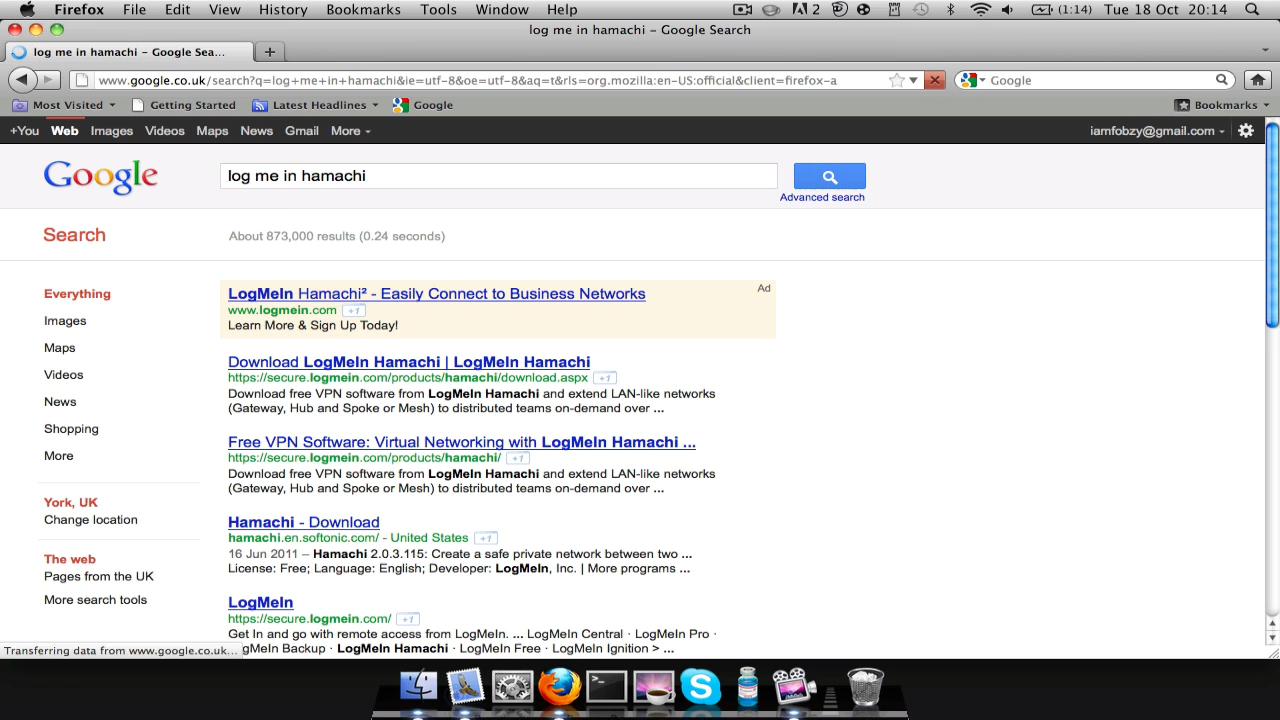 Firefox File Edit View History Bookmarks Tools Window Help 2 (1:14) Tue 18 Oct 20:14
log me in hamachi – Google Search
log me in hamachi – Google Sea...
www.google.co.uk/search?q=log+me+in+hamachi&ie=utf-8&oe=utf-8&aq=t&rls=org.mozilla:en-US:official&client=firefox-a Google
Most Visited Getting Started Latest Headlines Google Bookmarks
+You Web Images Videos Maps News Gmail More iamfobzy@gmail.com
Google log me in hamachi
Advanced search
Search About 873,000 results (0.24 seconds)
Everything
Images
Maps
Videos
News
Shopping
More
York, UK
Change location
The web
Pages from the UK
More search tools
LogMeIn Hamachi² - Easily Connect to Business Networks Ad
www.logmein.com +1
Learn More & Sign Up Today!
Download LogMeIn Hamachi | LogMeIn Hamachi
https://secure.logmein.com/products/hamachi/download.aspx +1
Download free VPN software from LogMeIn Hamachi and extend LAN-like networks
(Gateway, Hub and Spoke or Mesh) to distributed teams on-demand over ...
Free VPN Software: Virtual Networking with LogMeIn Hamachi ...
https://secure.logmein.com/products/hamachi/ +1
Download free VPN software from LogMeIn Hamachi and extend LAN-like networks
(Gateway, Hub and Spoke or Mesh) to distributed teams on-demand over ...
Hamachi - Download
hamachi.en.softonic.com/ - United States +1
16 Jun 2011 – Hamachi 2.0.3.115: Create a safe private network between two ...
License: Free; Language: English; Developer: LogMeIn, Inc. | More programs ...
LogMeIn
https://secure.logmein.com/ +1
Get In and go with remote access from LogMeIn. ... LogMeIn Central · LogMeIn Pro ·
gMeIn Backup · LogMeIn Hamachi · LogMeIn Free · LogMeIn Ignition > ...
Transferring data from www.google.co.uk...